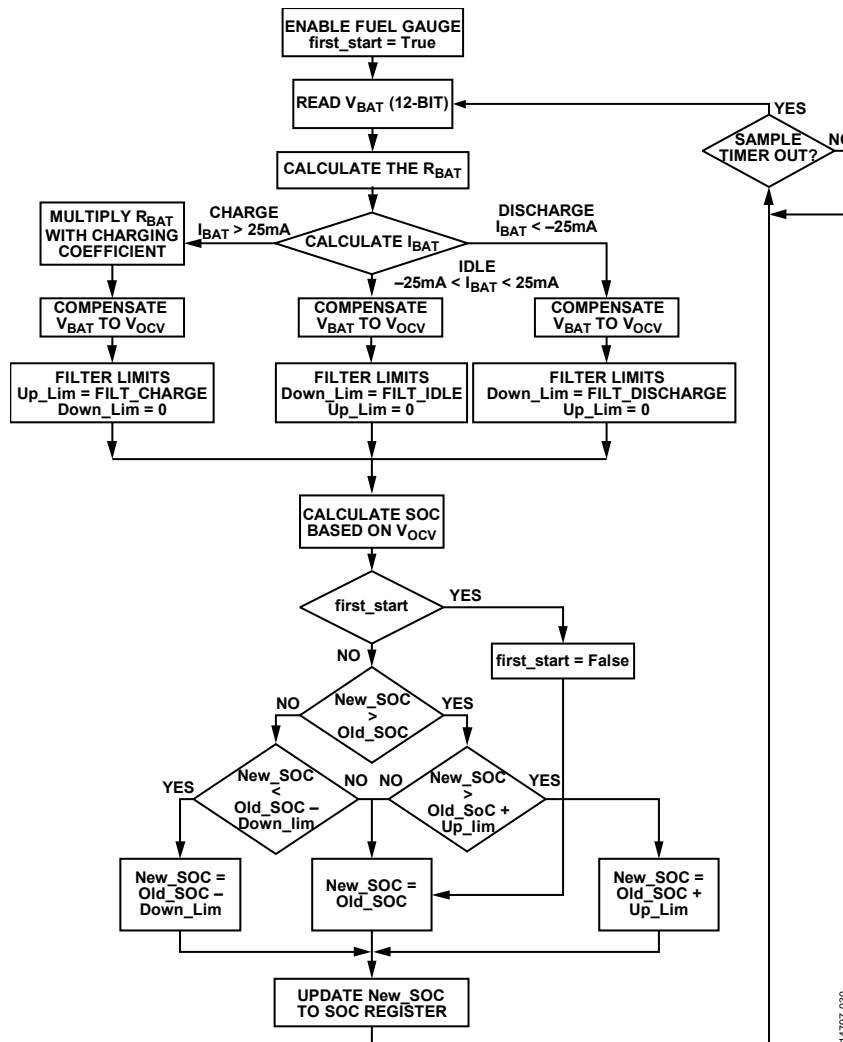 ENABLE FUEL GAUGE
first_start = True
READ VBAT (12-BIT)
YES
SAMPLE
TIMER OUT?
CALCULATE THE RBAT
MULTIPLY RBAT
WITH CHARGING
COEFFICIENT
CHARGE
IBAT > 25mA
CALCULATE IBAT
DISCHARGE
IBAT < –25mA
IDLE
–25mA < IBAT < 25mA
COMPENSATE
VBAT TO VOCV
COMPENSATE
VBAT TO VOCV
COMPENSATE
VBAT TO VOCV
FILTER LIMITS
Up_Lim = FILT_CHARGE
Down_Lim = 0
FILTER LIMITS
Down_Lim = FILT_IDLE
Up_Lim = 0
FILTER LIMITS
Down_Lim = FILT_DISCHARGE
Up_Lim = 0
CALCULATE SOC
BASED ON VOCV
first_start
YES
NO
first_start = False
New_SOC
>
Old_SOC
NO
YES
YES
New_SOC
<
Old_SOC –
Down_lim
NO
NO
New_SOC
>
Old_SoC +
Up_lim
YES
New_SOC =
Old_SOC –
Down_Lim
New_SOC =
Old_SOC
New_SOC =
Old_SOC +
Up_Lim
UPDATE New_SOC
TO SOC REGISTER